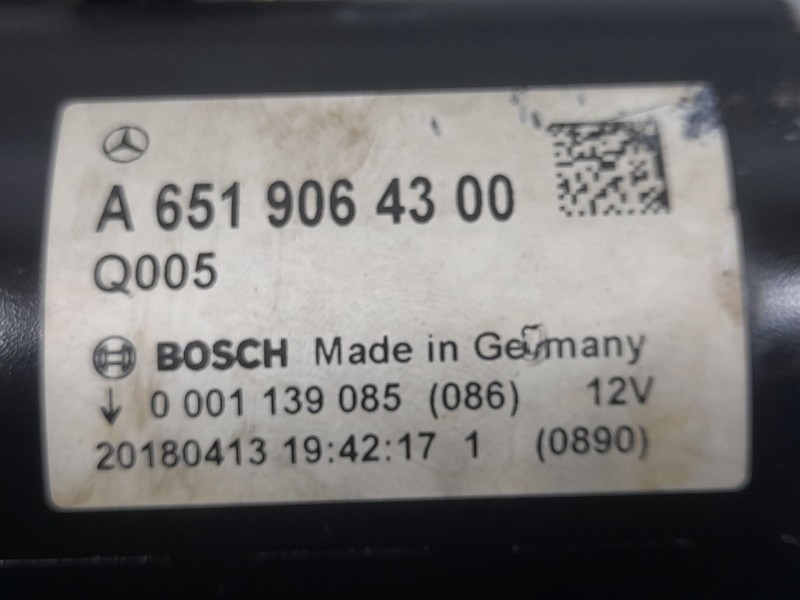 A 651 906 43 00
Q005
BOSCH Made in Germany
↓ 0 001 139 085 (086) 12V
20180413 19:42:17 1 (0890)